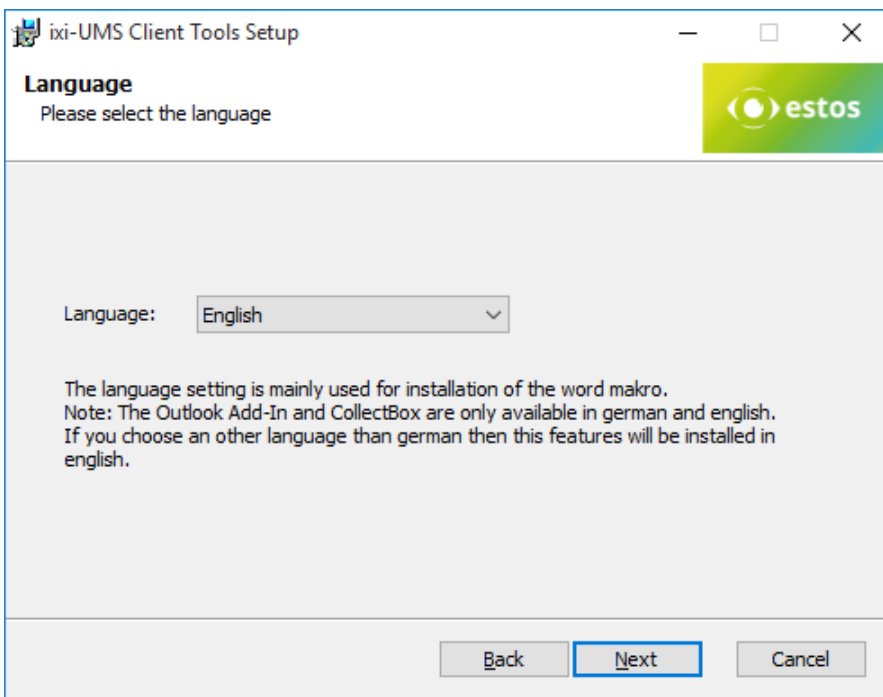 ixi-UMS Client Tools Setup
Language
Please select the language
estos
Language:
English
The language setting is mainly used for installation of the word makro.
Note: The Outlook Add-In and CollectBox are only available in german and english.
If you choose an other language than german then this features will be installed in
english.
Back
Next
Cancel